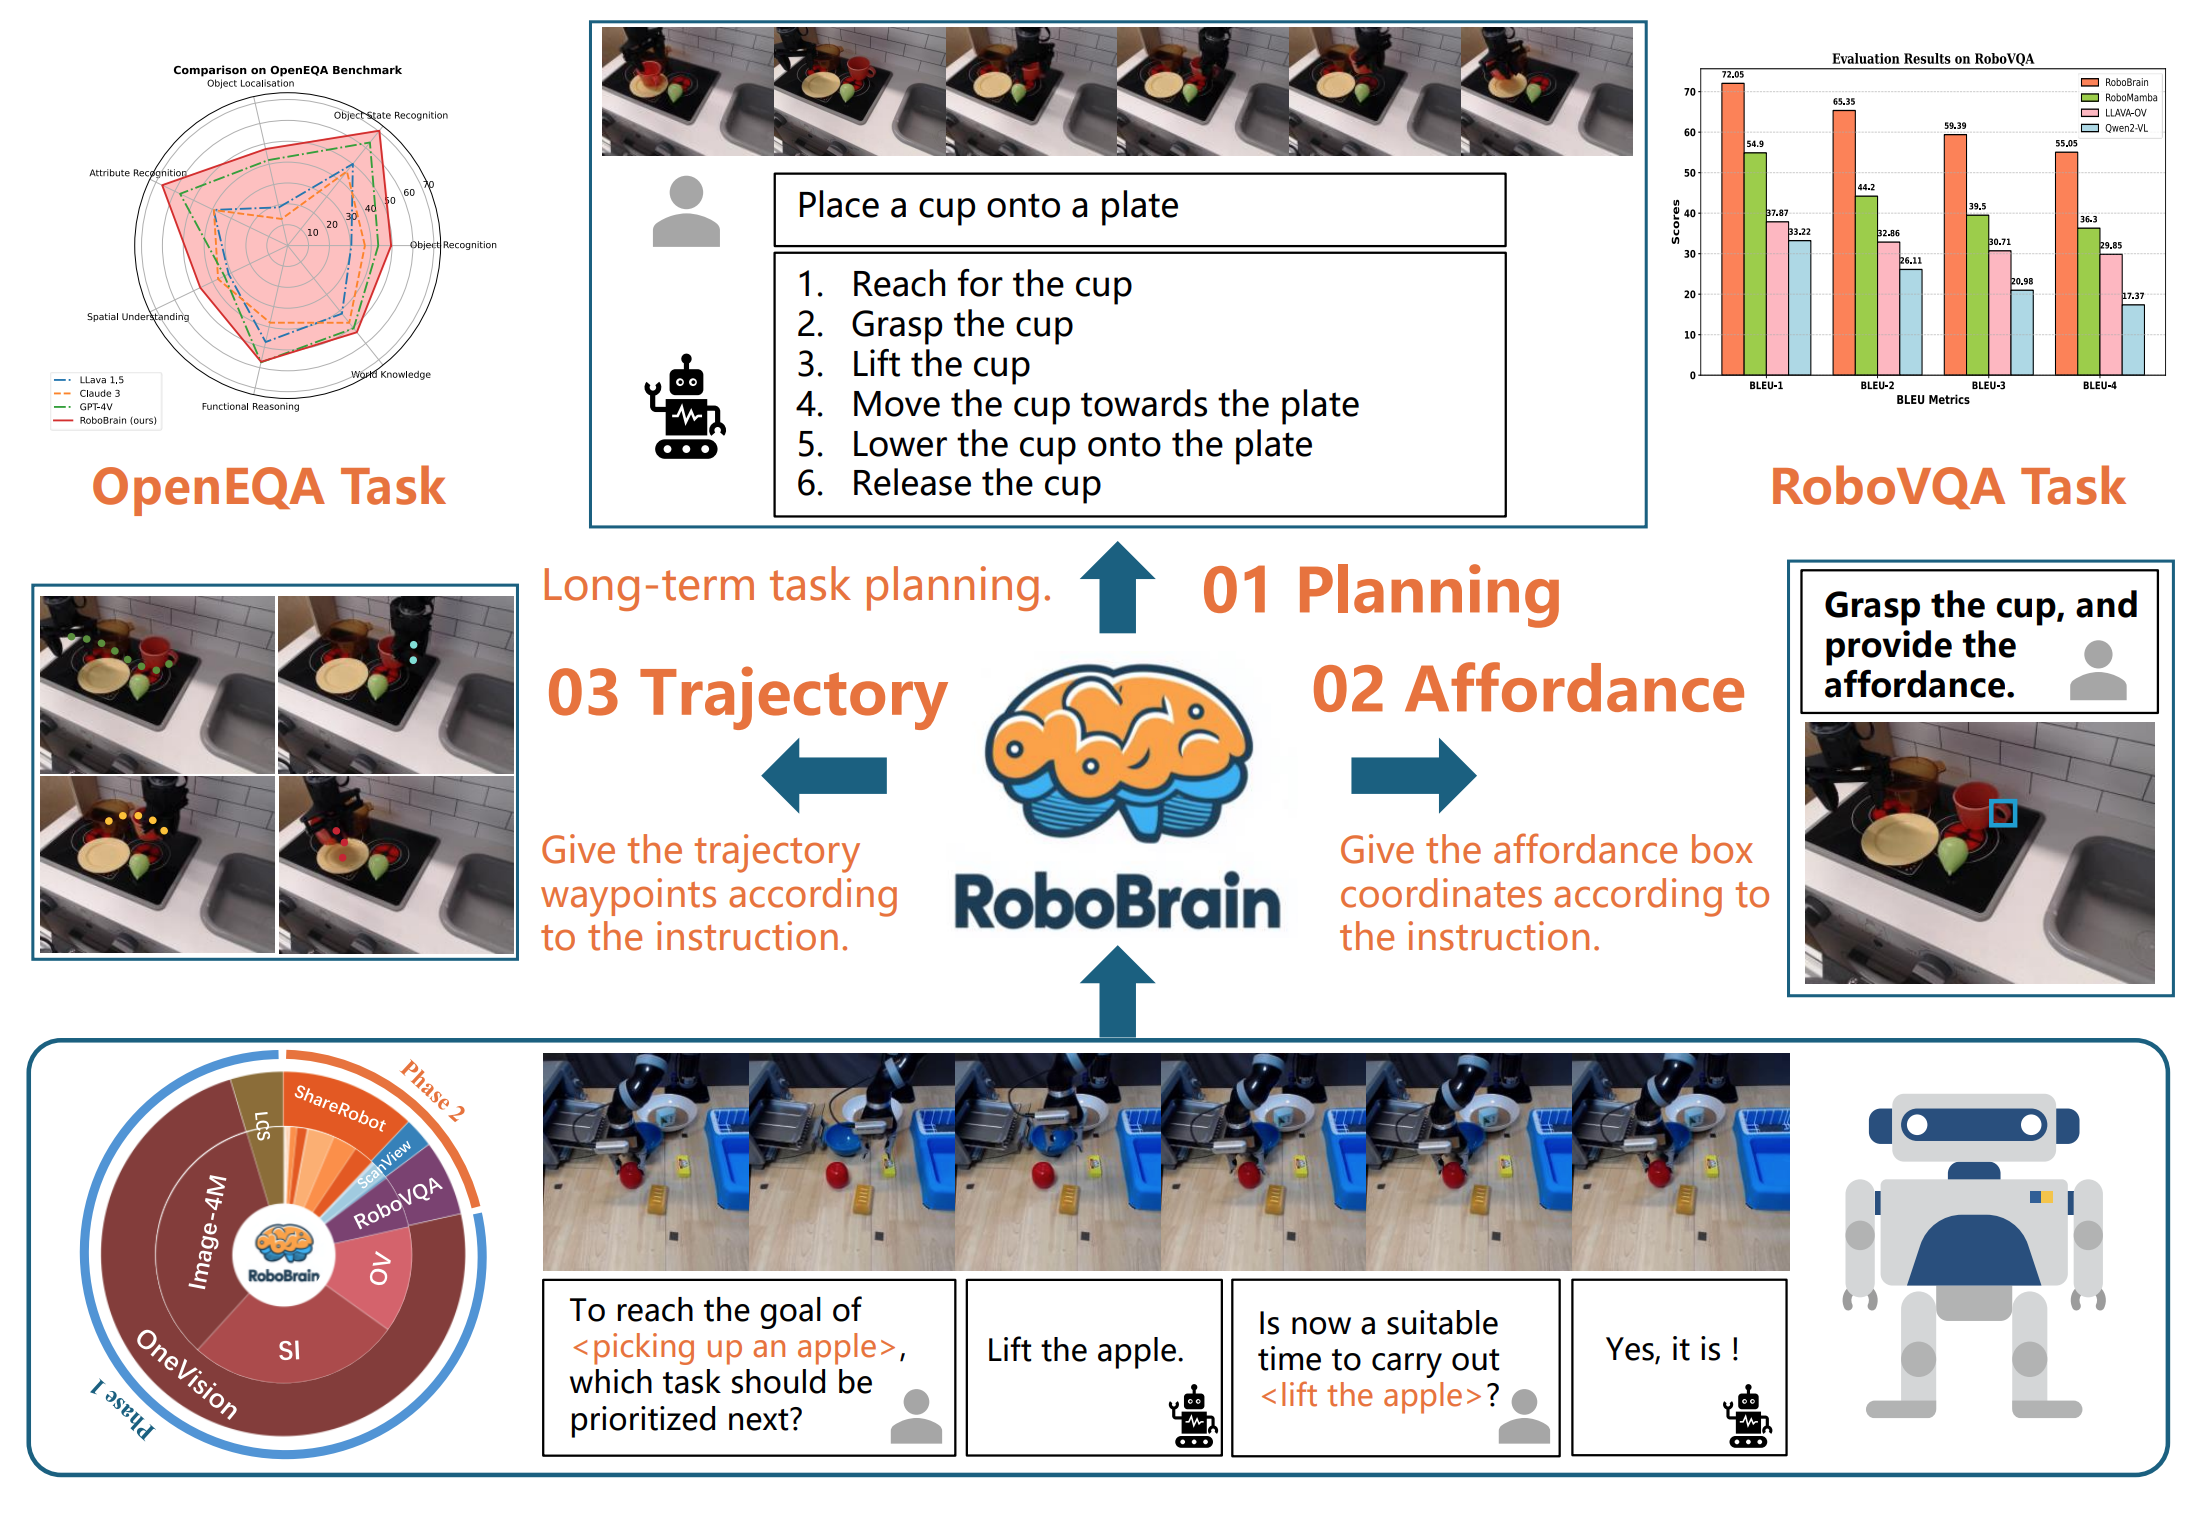 Comparison on OpenEQA Benchmark
Object Localisation
Object State Recognition
Attribute Recognition
70
60
50
40
30
20
10
Object Recognition
Spatial Understanding
World Knowledge
Functional Reasoning
LLava 1.5
Claude 3
GPT-4V
RoboBrain (ours)
OpenEQA Task
Place a cup onto a plate
1. Reach for the cup
2. Grasp the cup
3. Lift the cup
4. Move the cup towards the plate
5. Lower the cup onto the plate
6. Release the cup
Evaluation Results on RoboVQA
RoboBrain
RoboMamba
LLAVA-OV
Qwen2-VL
72.05
54.9
37.87
33.22
65.35
44.2
32.86
26.11
59.39
39.5
30.71
20.98
55.05
36.3
29.85
17.37
70
60
50
40
30
20
10
0
Scores
BLEU-1 BLEU-2 BLEU-3 BLEU-4
BLEU Metrics
RoboVQA Task
Long-term task planning.
01 Planning
03 Trajectory
02 Affordance
Give the trajectory
waypoints according
to the instruction.
RoboBrain
Give the affordance box
coordinates according to
the instruction.
Grasp the cup, and
provide the
affordance.
Phase 2
ShareRobot
LCS
ScanView
RoboVQA
Image-4M
OV
RoboBrain
SI
OneVision
Phase 1
To reach the goal of
<picking up an apple>,
which task should be
prioritized next?
Lift the apple.
Is now a suitable
time to carry out
<lift the apple>?
Yes, it is !